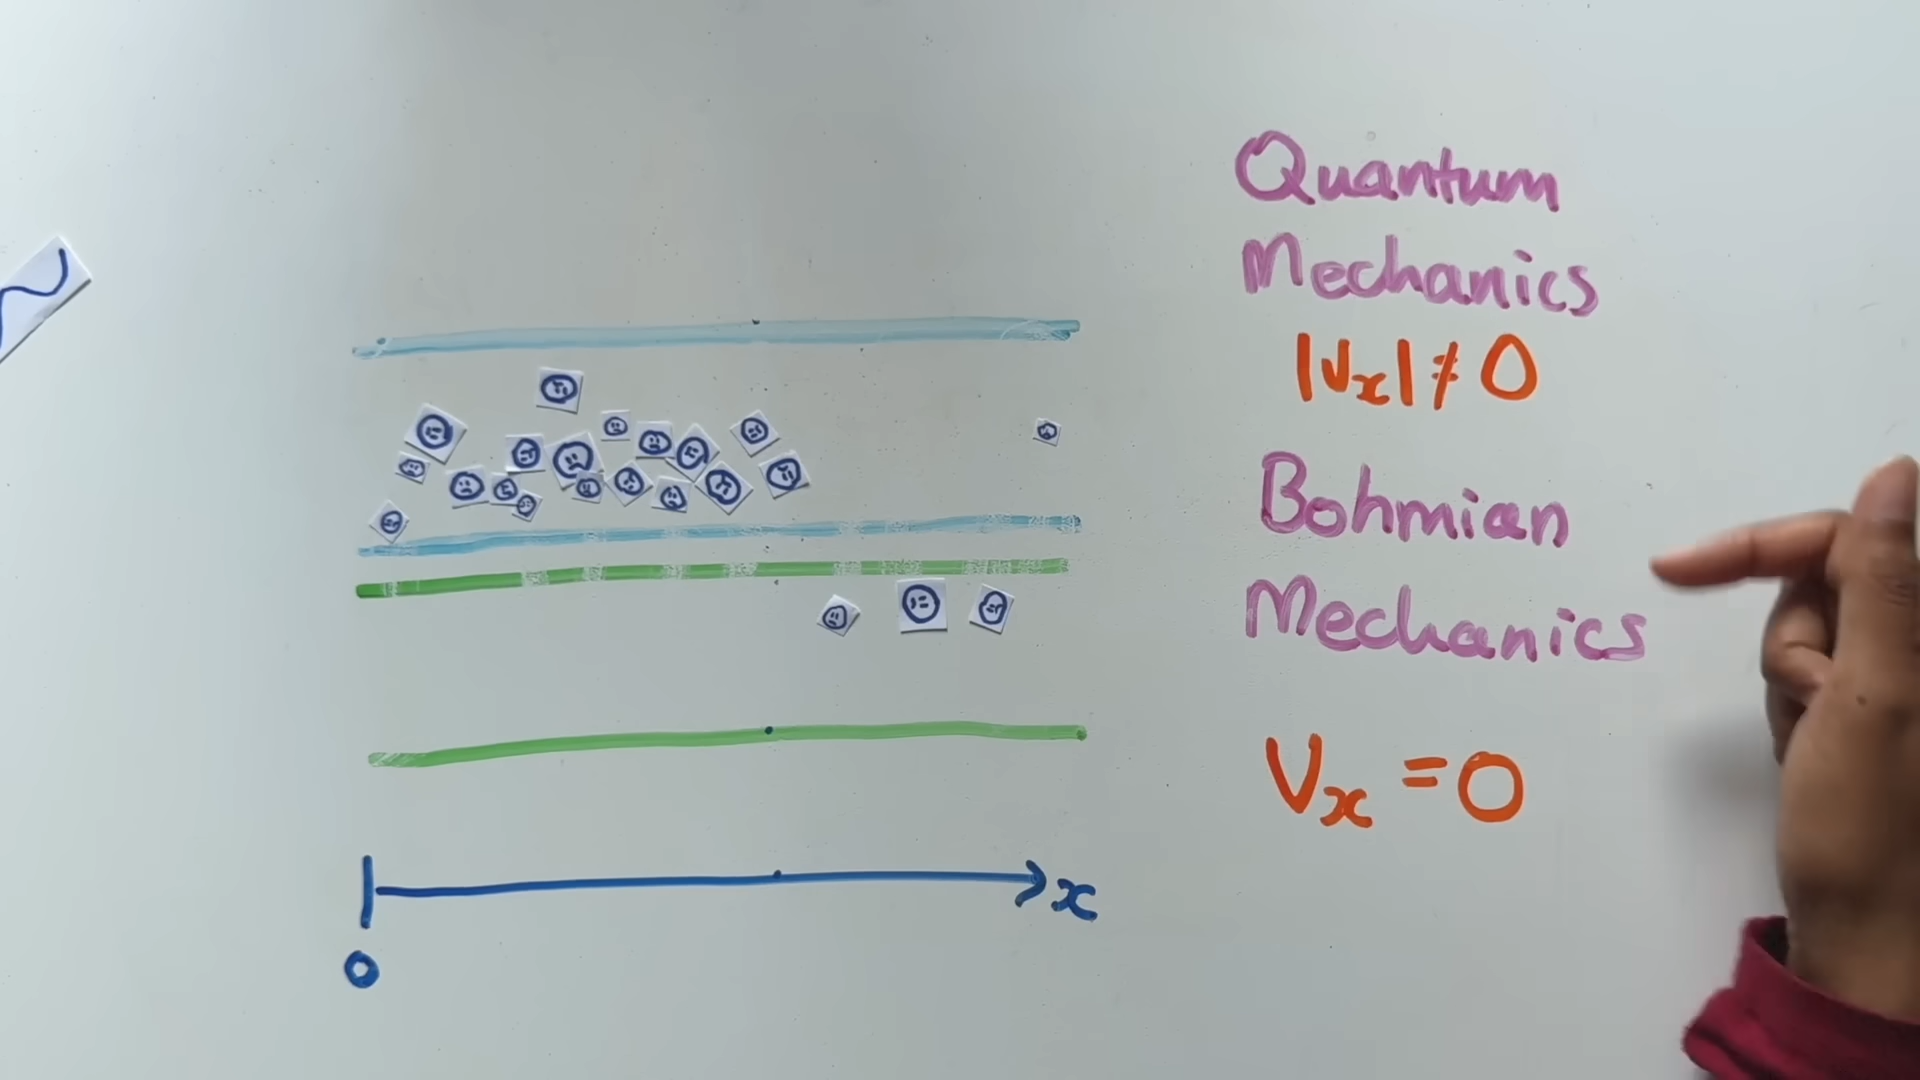 Quantum
Mechanics
|Vx| ≠ 0
Bohmian
Mechanics
Vx = 0
x
0